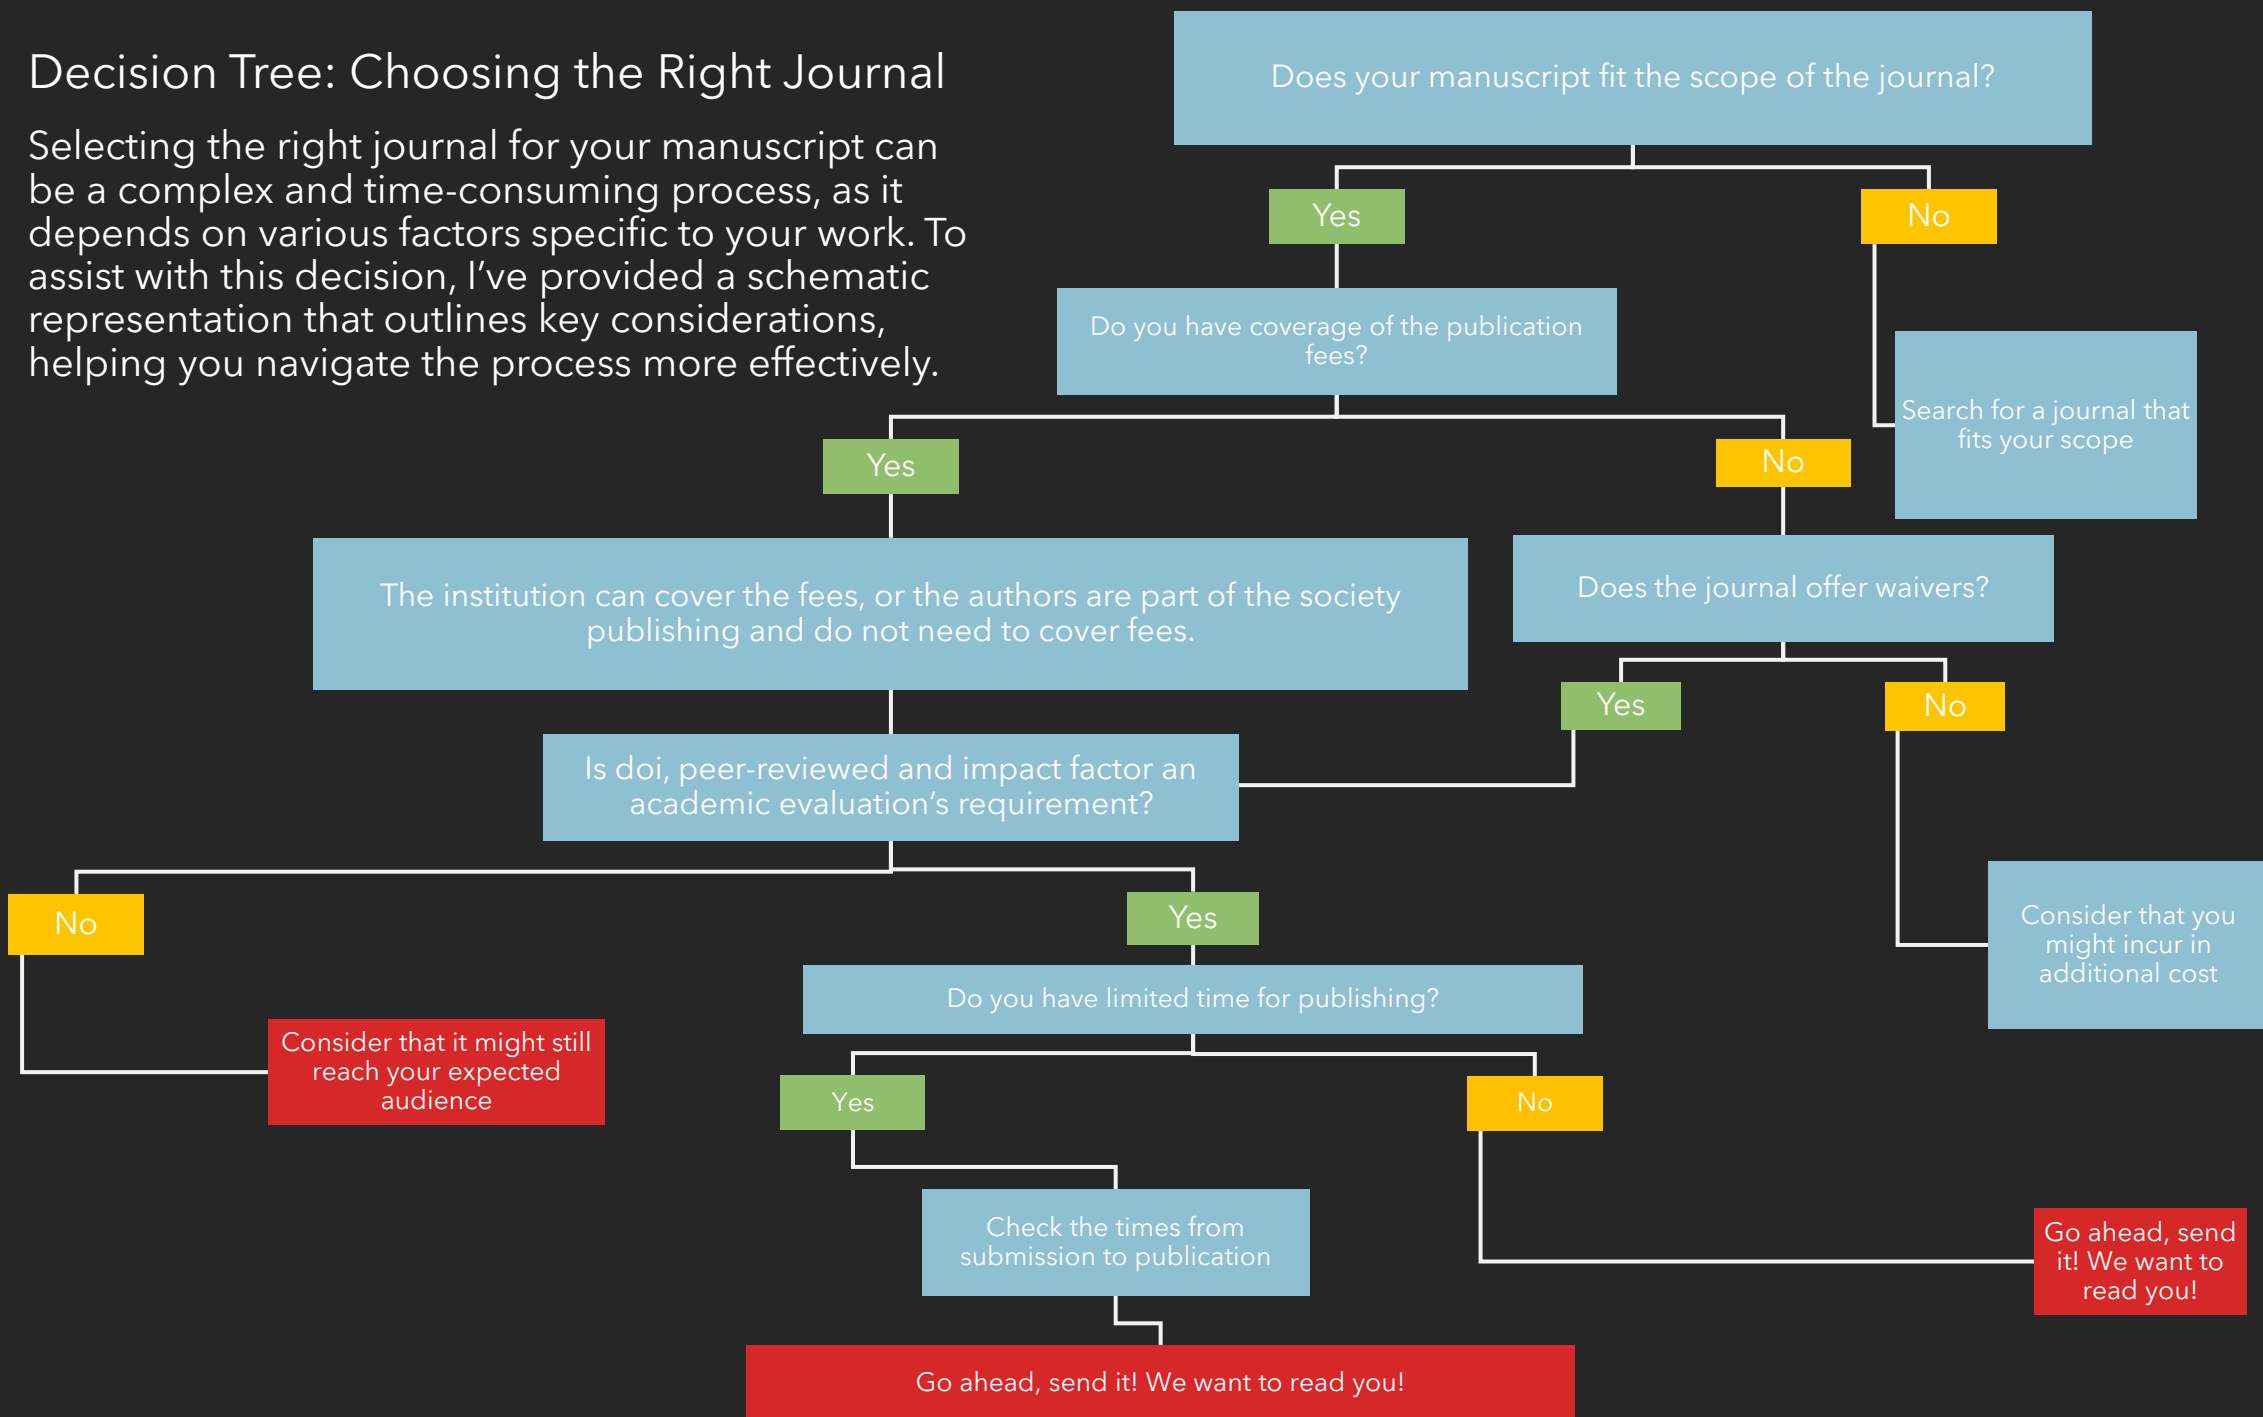 Decision Tree: Choosing the Right Journal
Selecting the right journal for your manuscript can
be a complex and time-consuming process, as it
depends on various factors specific to your work. To
assist with this decision, I've provided a schematic
representation that outlines key considerations,
helping you navigate the process more effectively.
Does your manuscript fit the scope of the journal?
Yes
No
Do you have coverage of the publication
fees?
Search for a journal that
fits your scope
Yes
No
The institution can cover the fees, or the authors are part of the society
publishing and do not need to cover fees.
Does the journal offer waivers?
Yes
No
Is doi, peer-reviewed and impact factor an
academic evaluation's requirement?
Consider that you
might incur in
additional cost
No
Yes
Do you have limited time for publishing?
Consider that it might still
reach your expected
audience
Yes
No
Check the times from
submission to publication
Go ahead, send
it! We want to
read you!
Go ahead, send it! We want to read you!